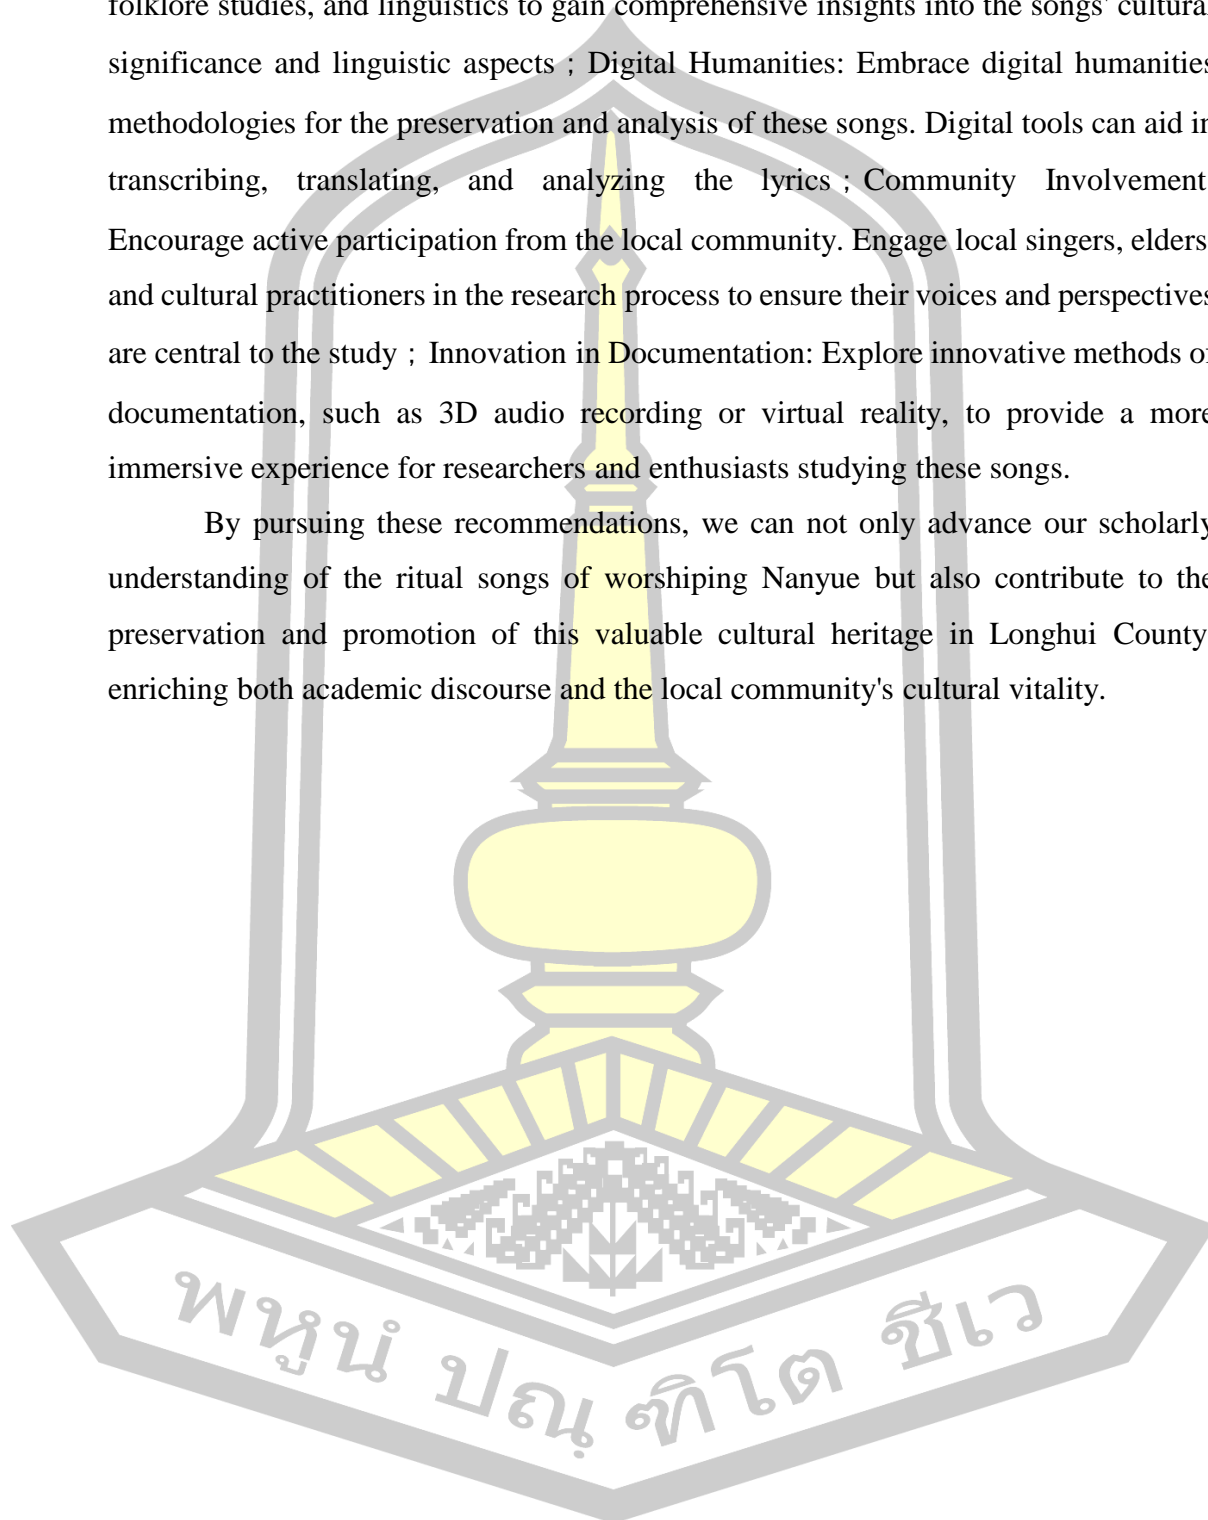 folklore studies, and linguistics to gain comprehensive insights into the songs' cultural
significance and linguistic aspects；Digital Humanities: Embrace digital humanities
methodologies for the preservation and analysis of these songs. Digital tools can aid in
transcribing, translating, and analyzing the lyrics；Community Involvement
Encourage active participation from the local community. Engage local singers, elders
and cultural practitioners in the research process to ensure their voices and perspectives
are central to the study；Innovation in Documentation: Explore innovative methods of
documentation, such as 3D audio recording or virtual reality, to provide a more
immersive experience for researchers and enthusiasts studying these songs.
By pursuing these recommendations, we can not only advance our scholarly
understanding of the ritual songs of worshiping Nanyue but also contribute to the
preservation and promotion of this valuable cultural heritage in Longhui County
enriching both academic discourse and the local community's cultural vitality.
พหูนํ ปณฺ ฑิโต ชีเว